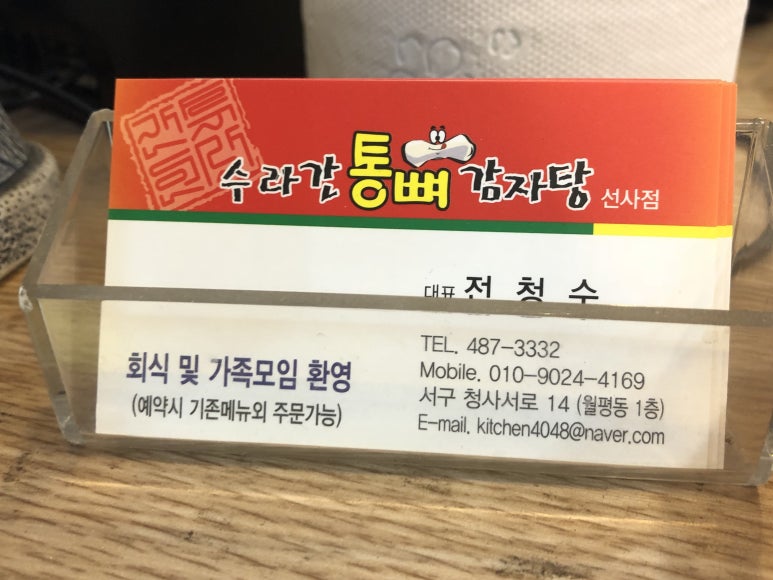 수라간 통뼈 감자탕 선사점
대표 전 청 수
회식 및 가족모임 환영
(예약시 기존메뉴외 주문가능)
TEL. 487-3332
Mobile. 010-9024-4169
서구 청사서로 14 (월평동 1층)
E-mail. kitchen4048@naver.com